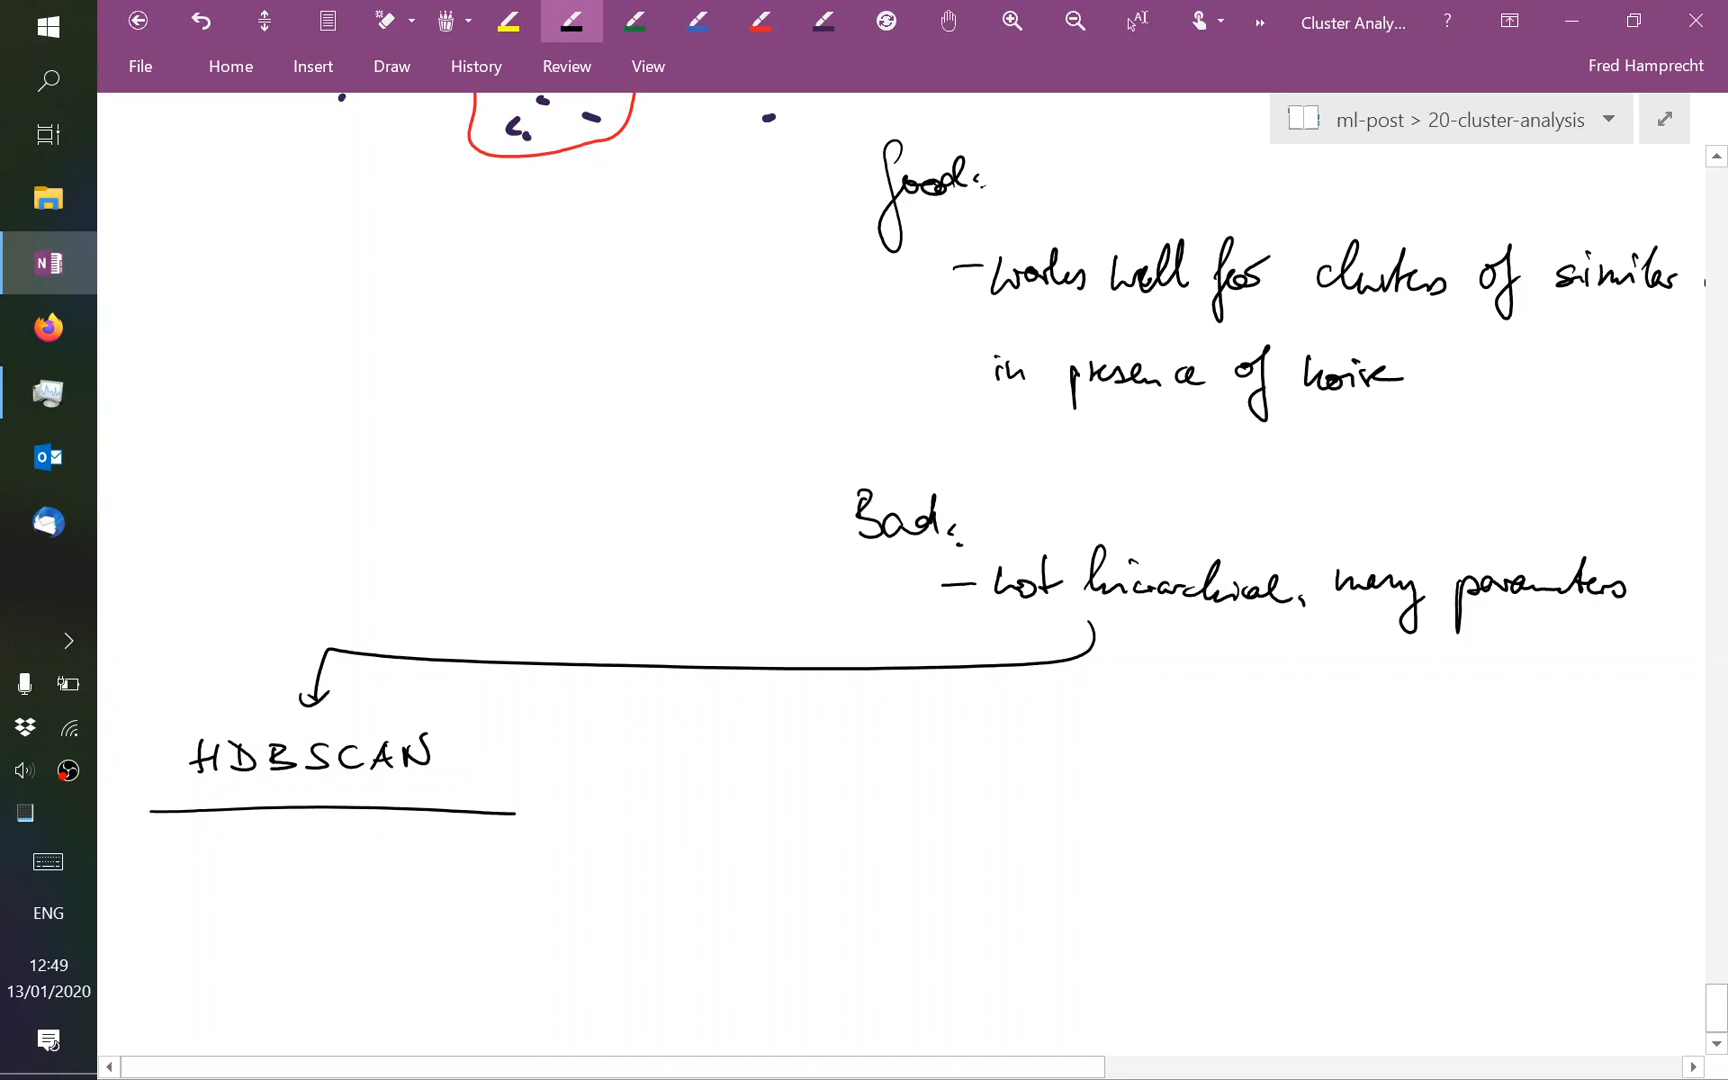 Cluster Analy...
?
File Home Insert Draw History Review View
Fred Hamprecht
ml-post > 20-cluster-analysis
Good:
- works well for clusters of similar
in presence of noise
Bad:
- not hierarchical, many parameters
HDBSCAN
ENG
12:49
13/01/2020